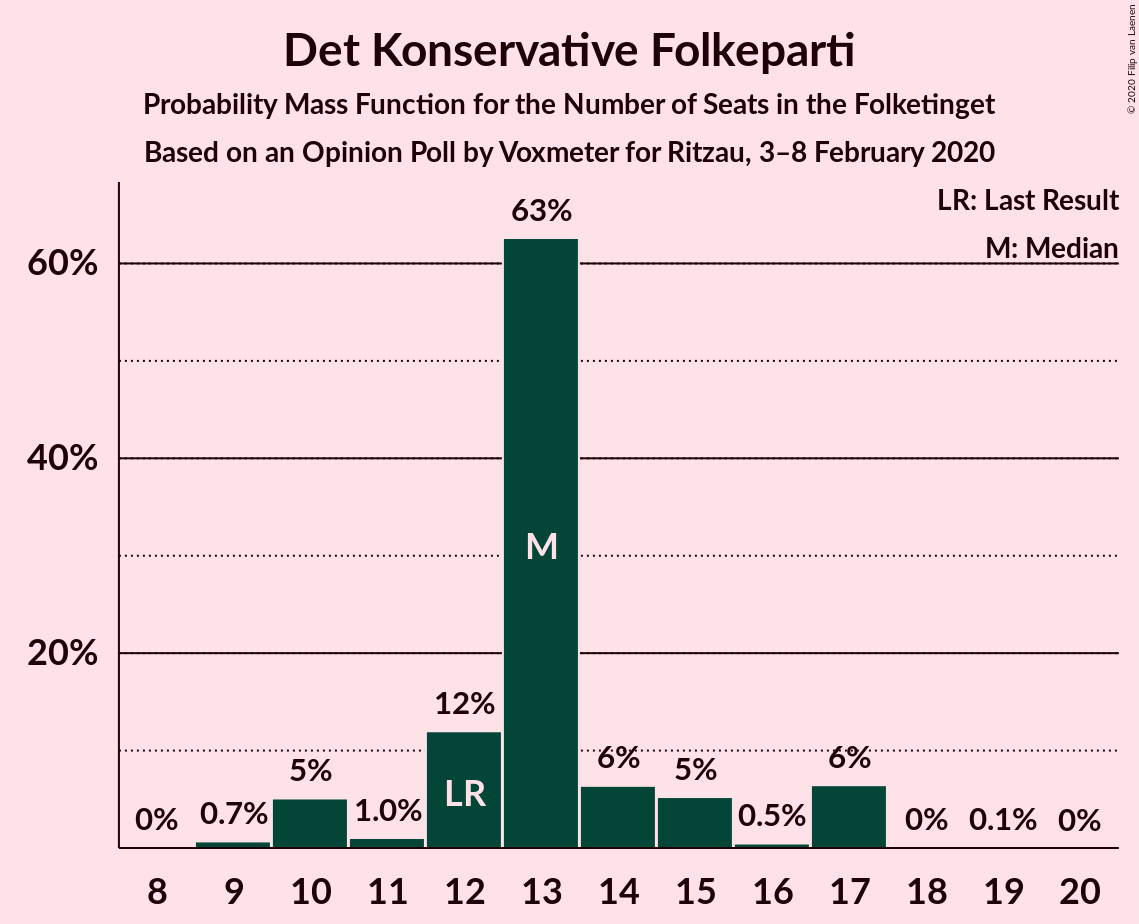 Det Konservative Folkeparti
Probability Mass Function for the Number of Seats in the Folketinget
Based on an Opinion Poll by Voxmeter for Ritzau, 3–8 February 2020
© 2020 Filip van Laenen
LR: Last Result
M: Median
60%
40%
20%
0%
0.7%
5%
1.0%
12%
63%
6%
5%
0.5%
6%
0%
0.1%
0%
LR
M
8 9 10 11 12 13 14 15 16 17 18 19 20